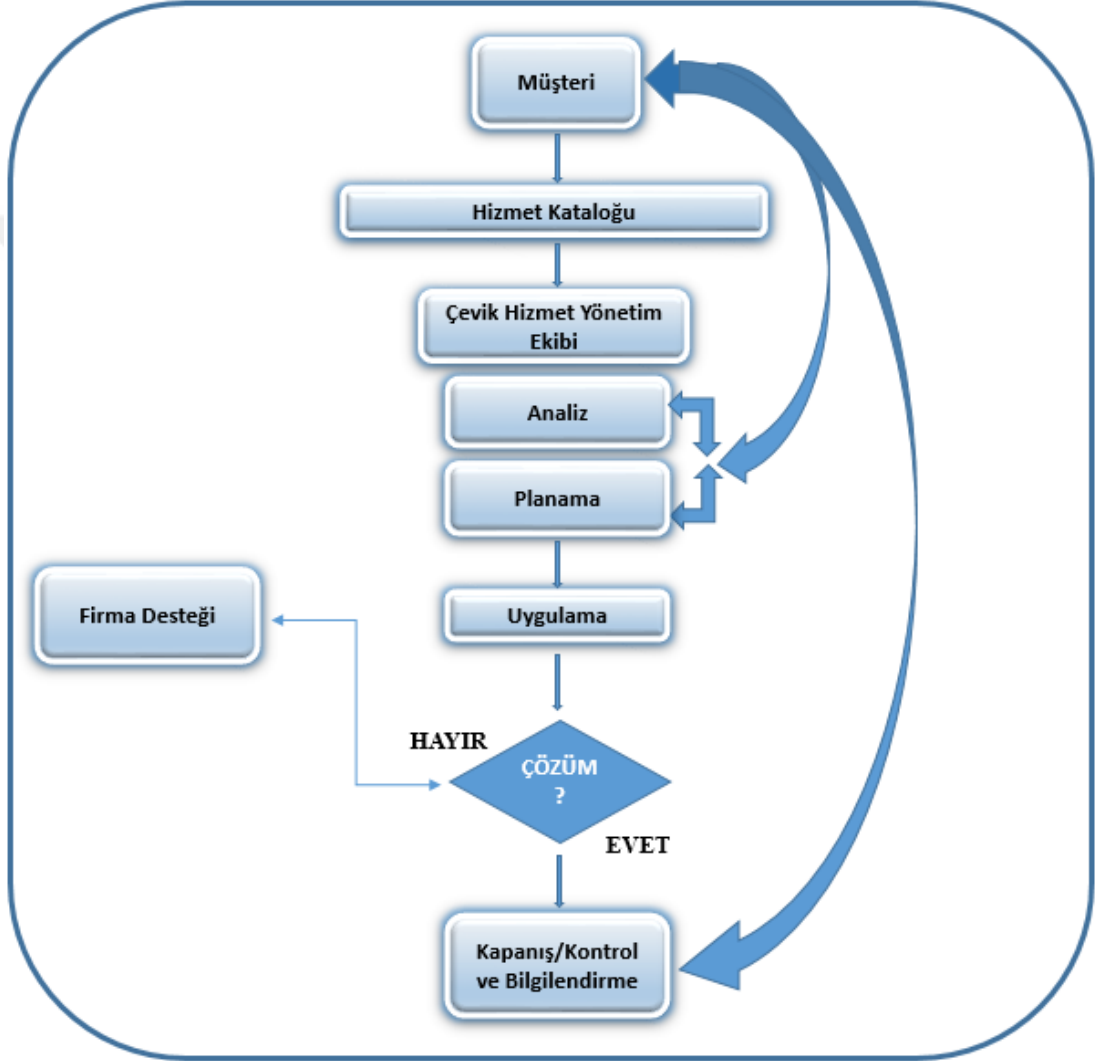 Müşteri
Hizmet Kataloğu
Çevik Hizmet Yönetim
Ekibi
Analiz
Planama
Firma Desteği
Uygulama
HAYIR
ÇÖZÜM
?
EVET
Kapanış/Kontrol
ve Bilgilendirme